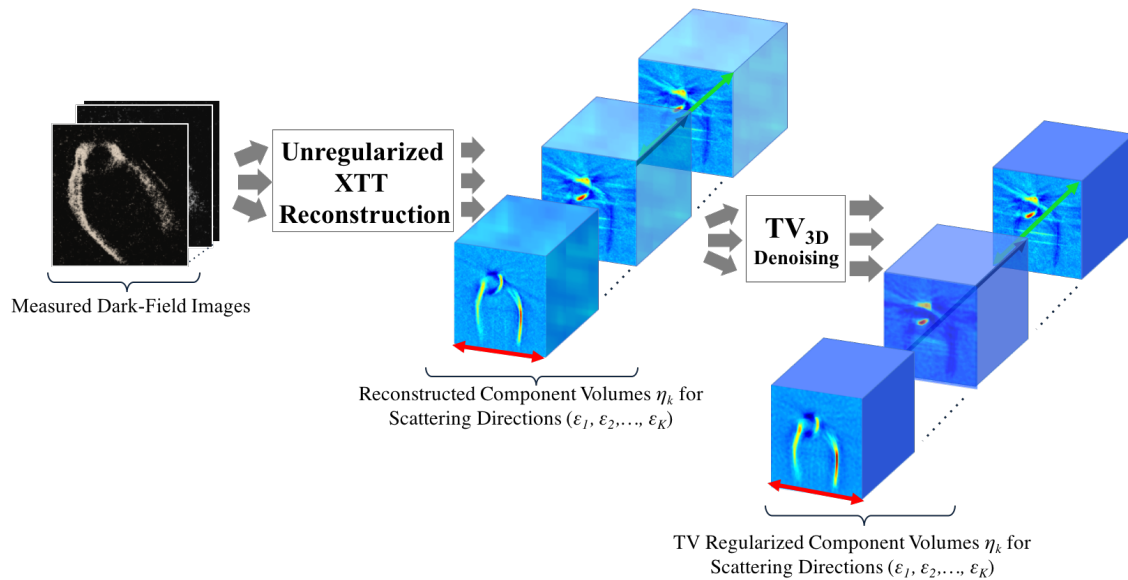 Unregularized
XTT
Reconstruction
Measured Dark-Field Images
TV3D
Denoising
Reconstructed Component Volumes ηk for
Scattering Directions (ε1, ε2,…, εK)
TV Regularized Component Volumes ηk for
Scattering Directions (ε1, ε2,…, εK)